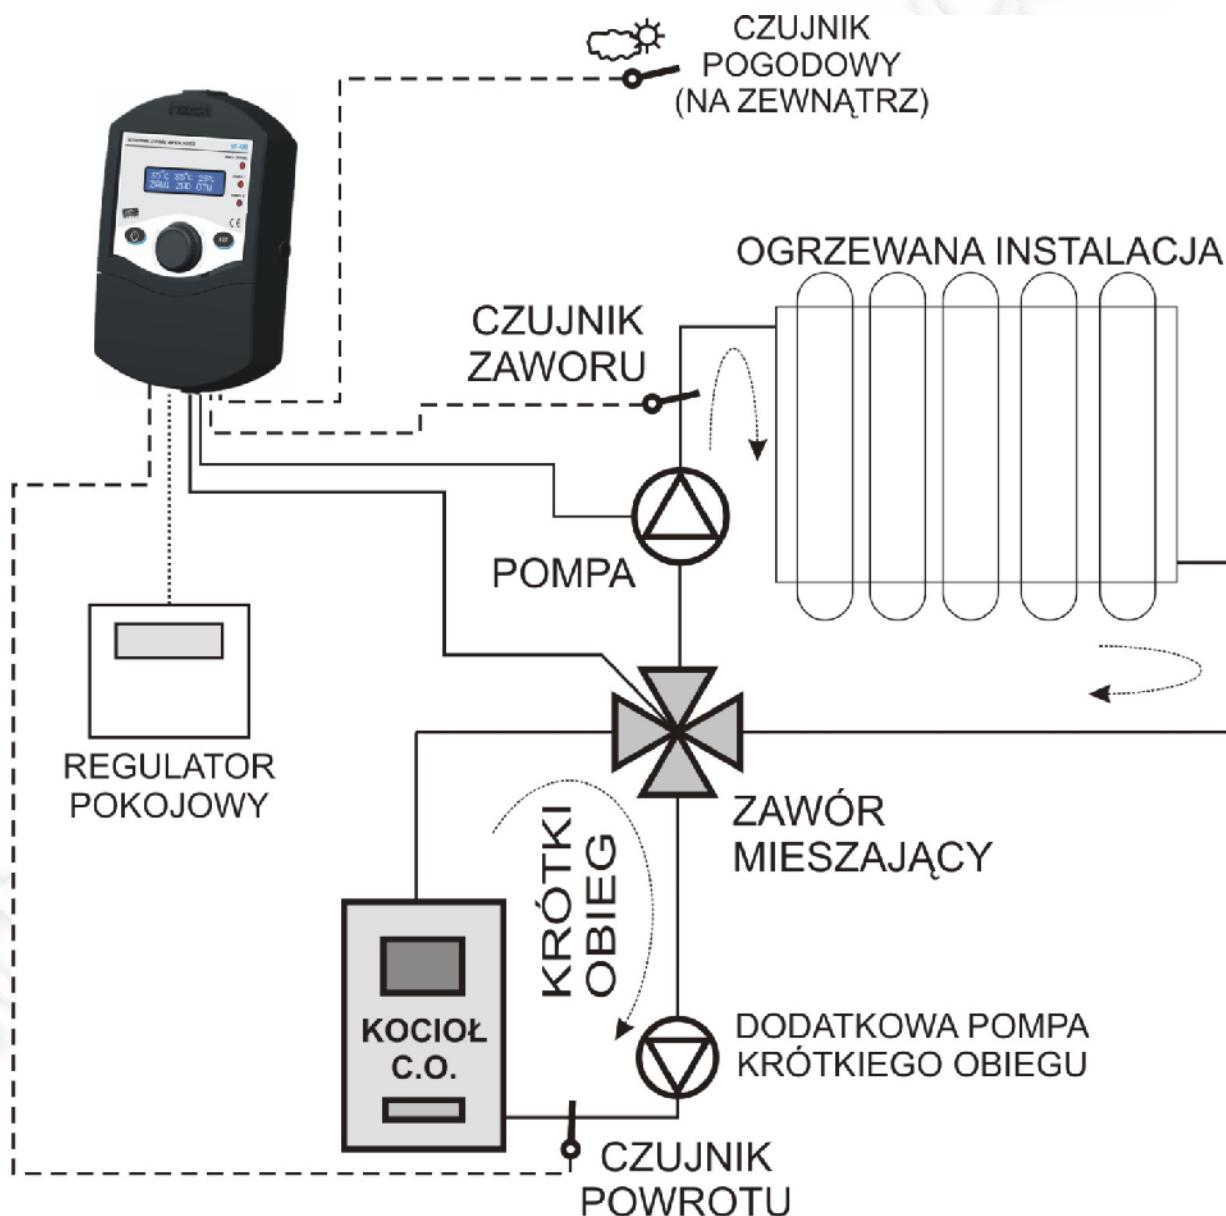 CZUJNIK
POGODOWY
(NA ZEWNĄTRZ)
OGRZEWANA INSTALACJA
CZUJNIK
ZAWORU
POMPA
REGULATOR
POKOJOWY
ZAWÓR
MIESZAJĄCY
KRÓTKI
OBIEG
KOCIOŁ
C.O.
DODATKOWA POMPA
KRÓTKIEGO OBIEGU
CZUJNIK
POWROTU